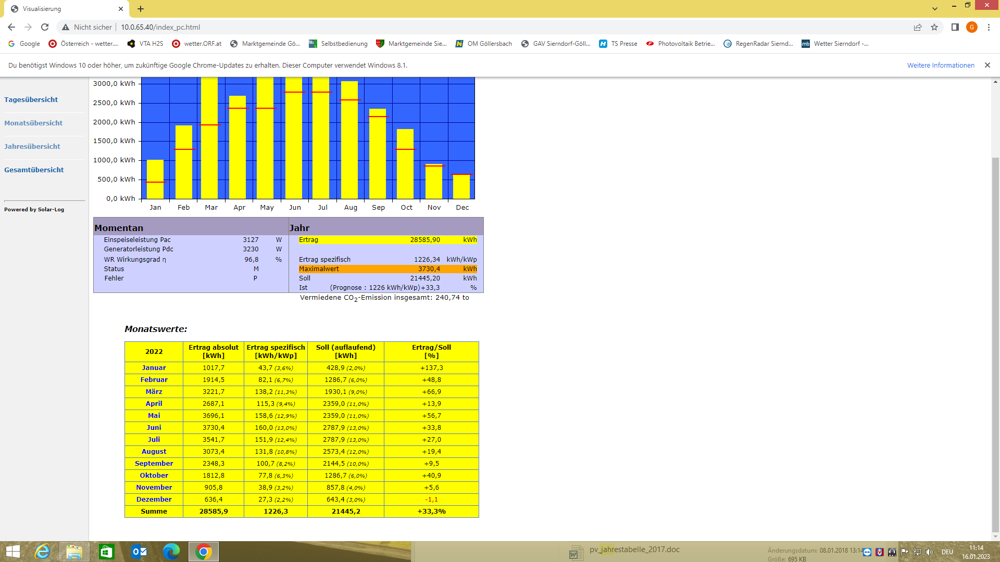 Visualisierung
Nicht sicher 10.0.65.40/index_pc.html
G
Google Österreich - wetter.... VTA H2S wetter.ORF.at Marktgemeinde Gö... Selbstbedienung Marktgemeinde Sie... OM Göllersbach GAV Sierndorf-Göll... TS Presse Photovoltaik Betrie... RegenRadar Siernd... mb Wetter Sierndorf -...
Du benötigst Windows 10 oder höher, um zukünftige Google Chrome-Updates zu erhalten. Dieser Computer verwendet Windows 8.1. Weitere Informationen
Tagesübersicht
Monatsübersicht
Jahresübersicht
Gesamtübersicht
Powered by Solar-Log
3000,0 kWh
2500,0 kWh
2000,0 kWh
1500,0 kWh
1000,0 kWh
500,0 kWh
0,0 kWh
Jan Feb Mar Apr May Jun Jul Aug Sep Oct Nov Dec
Momentan
Einspeiseleistung Pac 3127 W
Generatorleistung Pdc 3230 W
WR Wirkungsgrad η 96,8 %
Status M
Fehler P
Jahr
Ertrag 28585,90 kWh
Ertrag spezifisch 1226,34 kWh/kWp
Maximalwert 3730,4 kWh
Soll 21445,20 kWh
Ist (Prognose : 1226 kWh/kWp)+33,3 %
Vermiedene CO2-Emission insgesamt: 240,74 to
Monatswerte:
2022 Ertrag absolut [kWh] Ertrag spezifisch [kWh/kWp] Soll (auflaufend) [kWh] Ertrag/Soll [%]
Januar 1017,7 43,7 (3,6%) 428,9 (2,0%) +137,3
Februar 1914,5 82,1 (6,7%) 1286,7 (6,0%) +48,8
März 3221,7 138,2 (11,3%) 1930,1 (9,0%) +66,9
April 2687,1 115,3 (9,4%) 2359,0 (11,0%) +13,9
Mai 3696,1 158,6 (12,9%) 2359,0 (11,0%) +56,7
Juni 3730,4 160,0 (13,0%) 2787,9 (13,0%) +33,8
Juli 3541,7 151,9 (12,4%) 2787,9 (13,0%) +27,0
August 3073,4 131,8 (10,8%) 2573,4 (12,0%) +19,4
September 2348,3 100,7 (8,2%) 2144,5 (10,0%) +9,5
Oktober 1812,8 77,8 (6,3%) 1286,7 (6,0%) +40,9
November 905,8 38,9 (3,2%) 857,8 (4,0%) +5,6
Dezember 636,4 27,3 (2,2%) 643,4 (3,0%) -1,1
Summe 28585,9 1226,3 21445,2 +33,3%
pv_jahrestabelle_2017.doc
Änderungsdatum: 08.01.2018 13:14
Größe: 695 KB
DEU
11:14
16.01.2023